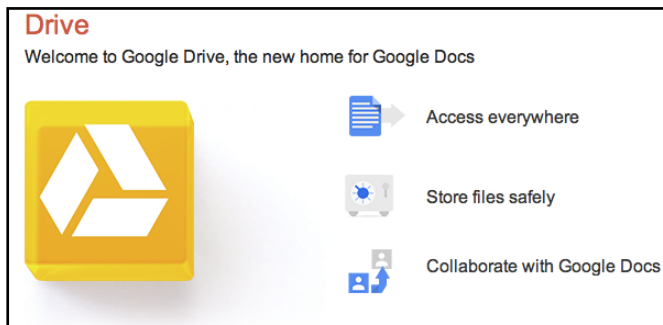 Drive
Welcome to Google Drive, the new home for Google Docs
Access everywhere
Store files safely
Collaborate with Google Docs